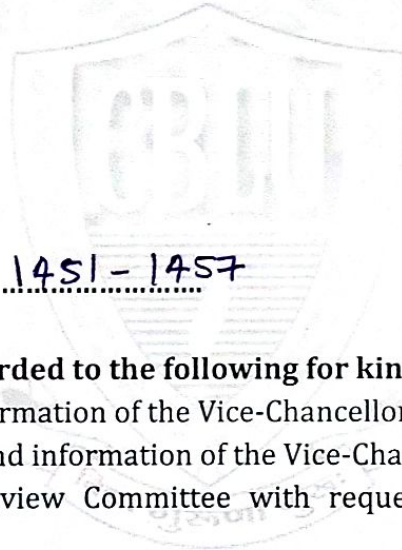 CBLU
1451 - 1457
rded to the following for kin
rmation of the Vice-Chancellor
nd information of the Vice-Cha
view Committee with reque